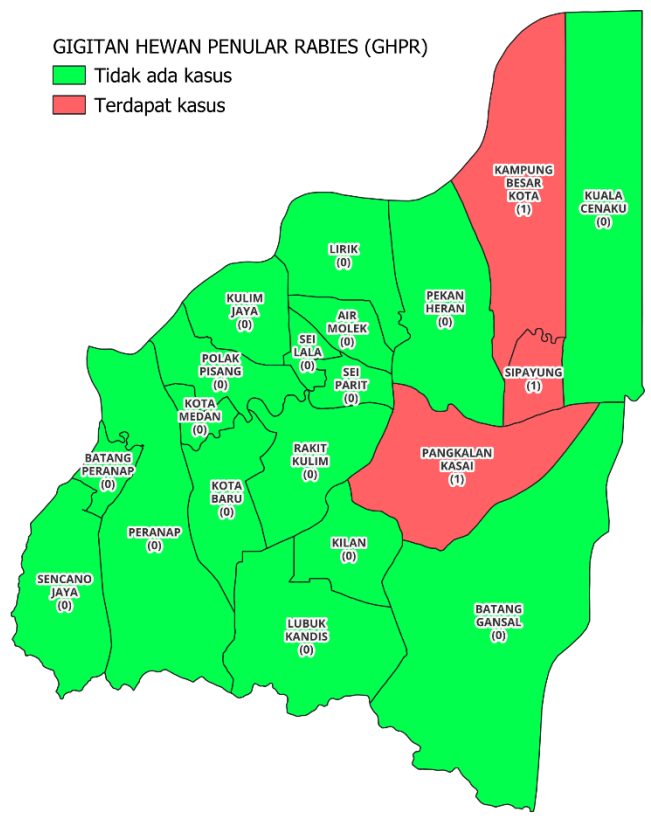 GIGITAN HEWAN PENULAR RABIES (GHPR)
Tidak ada kasus
Terdapat kasus
KAMPUNG
BESAR
KOTA
(1)
KUALA
CENAKU
(0)
LIRIK
(0)
PEKAN
HERAN
(0)
KULIM
JAYA
(0)
AIR
MOLEK
(0)
SEI
LALA
(0)
POLAK
PISANG
(0)
SEI
PARIT
(0)
SIPAYUNG
(1)
KOTA
MEDAN
(0)
RAKIT
KULIM
(0)
PANGKALAN
KASAI
(1)
BATANG
PERANAP
(0)
KOTA
BARU
(0)
PERANAP
(0)
KILAN
(0)
SENCANO
JAYA
(0)
LUBUK
KANDIS
(0)
BATANG
GANSAL
(0)